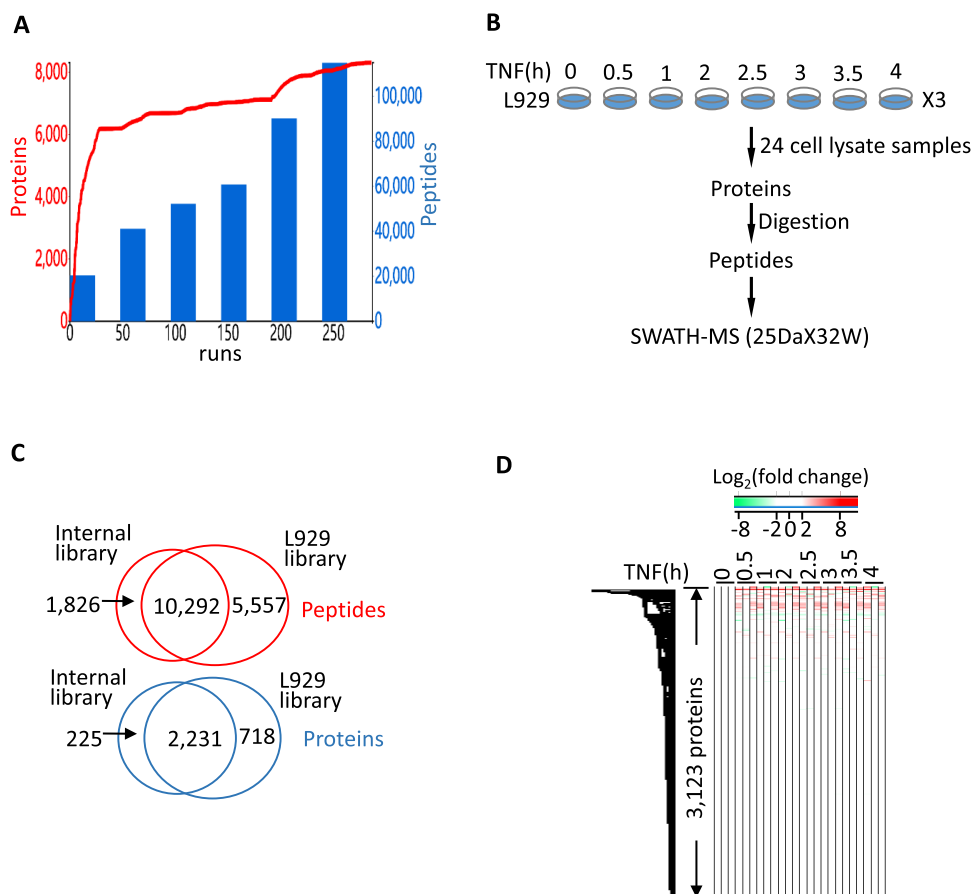 A
8,000
6,000
4,000
2,000
0
Proteins
100,000
80,000
60,000
40,000
20,000
0
Peptides
0 50 100 150 200 250
runs
B
TNF(h) 0 0.5 1 2 2.5 3 3.5 4
L929 X3
24 cell lysate samples
Proteins
Digestion
Peptides
SWATH-MS (25DaX32W)
C
Internal
library
L929
library
1,826 10,292 5,557 Peptides
Internal
library
L929
library
225 2,231 718 Proteins
D
Log2(fold change)
-8 -2 0 2 8
TNF(h) 0 0.5 1 2 2.5 3 3.5 4
3,123 proteins